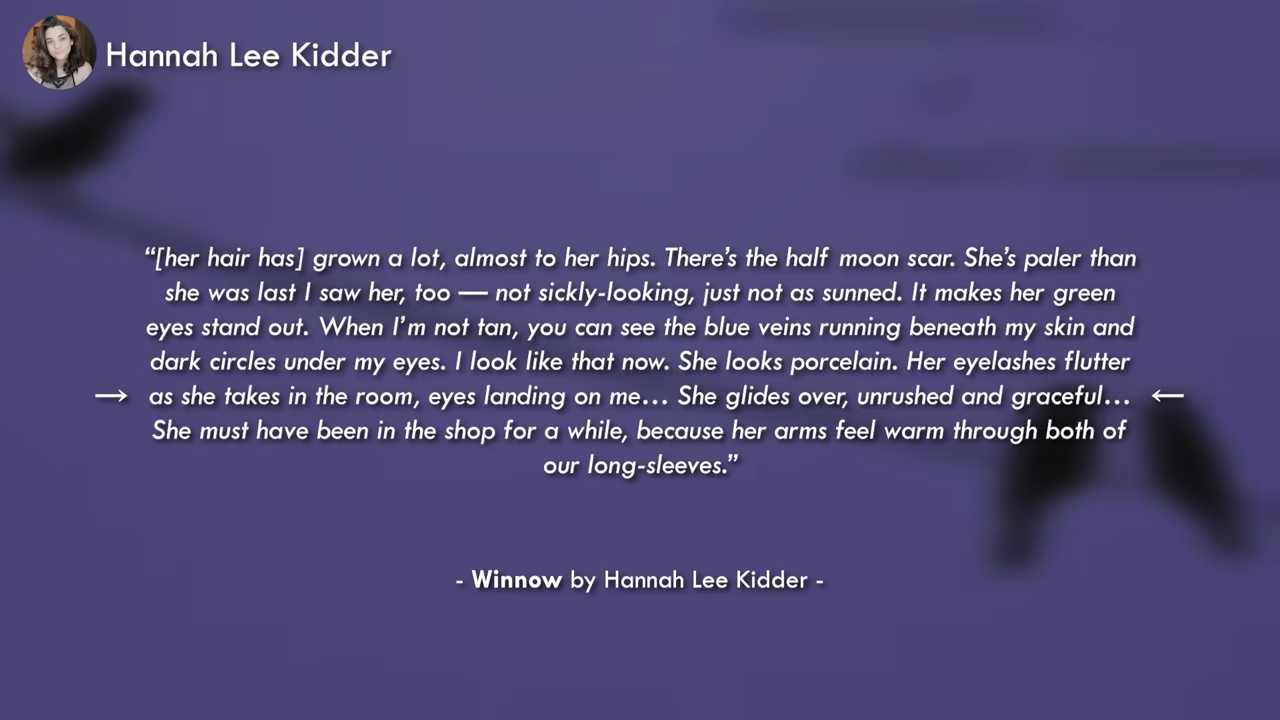 Hannah Lee Kidder
“[her hair has] grown a lot, almost to her hips. There’s the half moon scar. She’s paler than
she was last I saw her, too — not sickly-looking, just not as sunned. It makes her green
eyes stand out. When I’m not tan, you can see the blue veins running beneath my skin and
dark circles under my eyes. I look like that now. She looks porcelain. Her eyelashes flutter
→ as she takes in the room, eyes landing on me… She glides over, unrushed and graceful… ←
She must have been in the shop for a while, because her arms feel warm through both of
our long-sleeves.”
- Winnow by Hannah Lee Kidder -